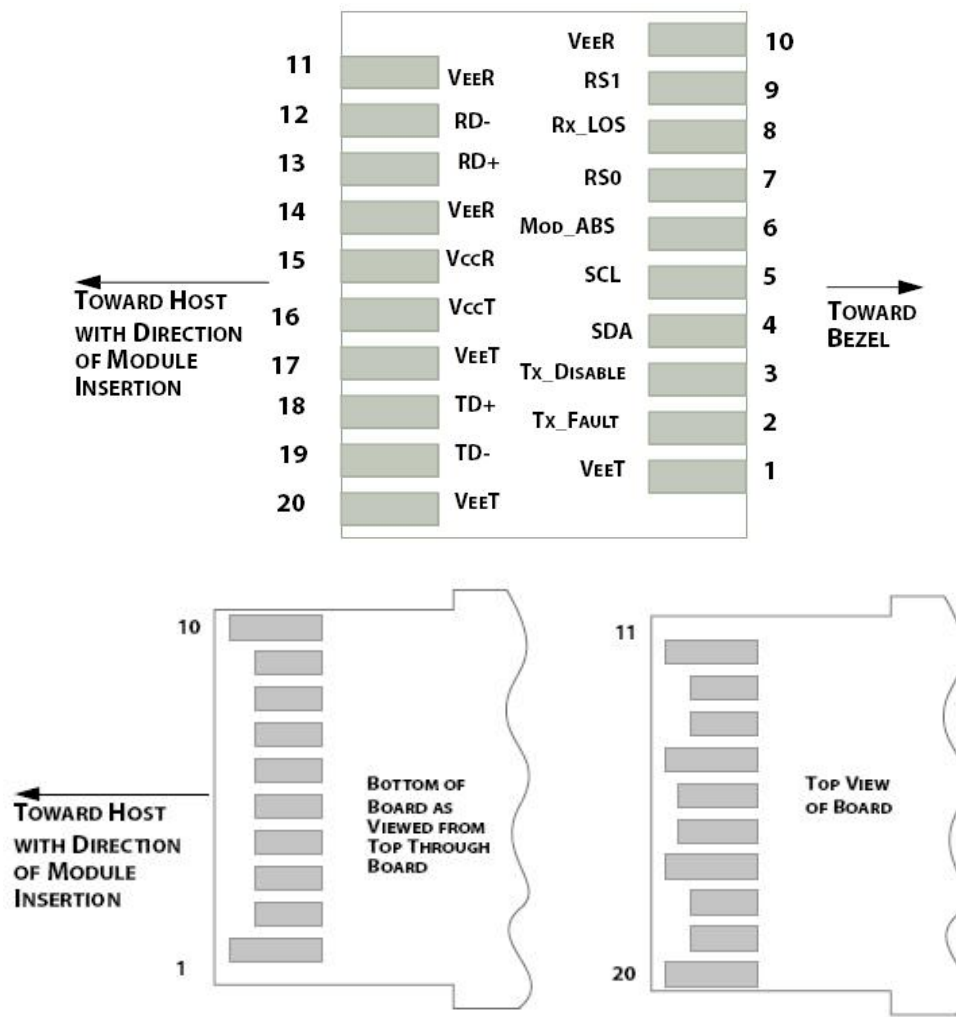 VEER 10
11 VEER
RS1 9
12 RD-
Rx_LOS 8
13 RD+
RS0 7
14 VEER
MOD_ABS 6
15 VccR
SCL 5
16 VccT
SDA 4
17 VEET
TX_DISABLE 3
18 TD+
TX_FAULT 2
19 TD-
VEET 1
20 VEET
TOWARD HOST
WITH DIRECTION
OF MODULE
INSERTION
TOWARD
BEZEL
10
1
BOTTOM OF
BOARD AS
VIEWED FROM
TOP THROUGH
BOARD
TOWARD HOST
WITH DIRECTION
OF MODULE
INSERTION
11
20
TOP VIEW
OF BOARD